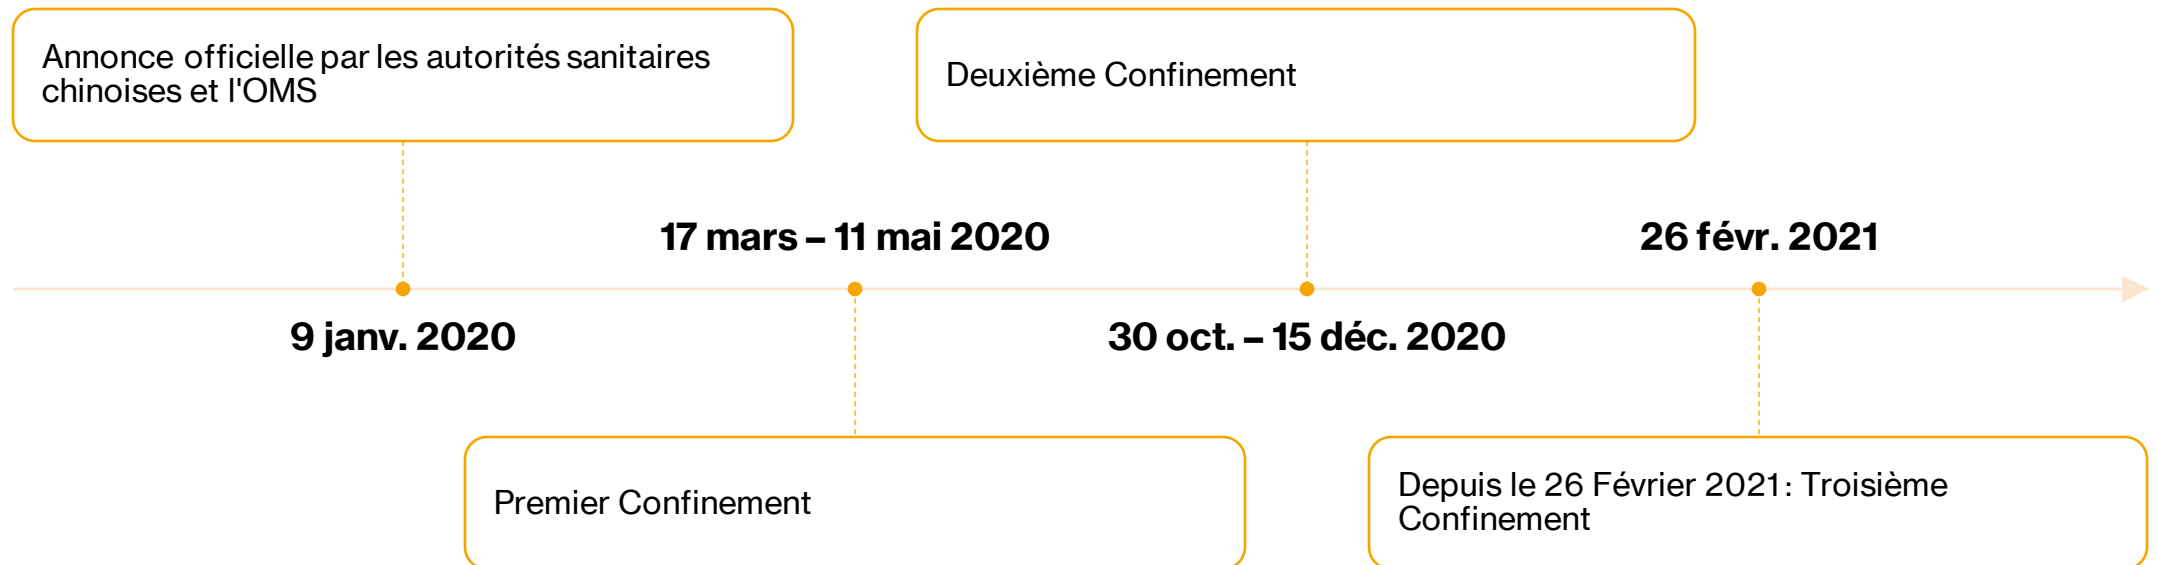 Annonce officielle par les autorités sanitaires
chinoises et l'OMS
Deuxième Confinement
17 mars – 11 mai 2020
26 févr. 2021
9 janv. 2020
30 oct. – 15 déc. 2020
Premier Confinement
Depuis le 26 Février 2021 : Troisième
Confinement